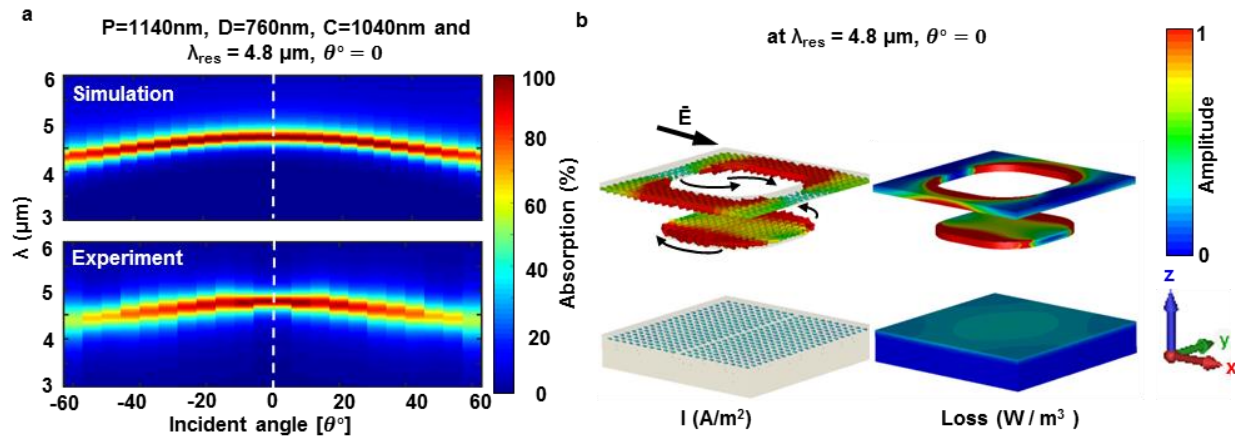 a
P=1140nm, D=760nm, C=1040nm and
λres = 4.8 μm, θ° = 0
Simulation
Experiment
6
5
4
3
6
5
4
3
λ (μm)
-60
-40
-20
0
20
40
60
Incident angle [θ°]
100
80
60
40
20
0
Absorption (%)
b
at λres = 4.8 μm, θ° = 0
Ē
I (A/m²)
Loss (W / m³ )
1
0
Amplitude
z
y
x